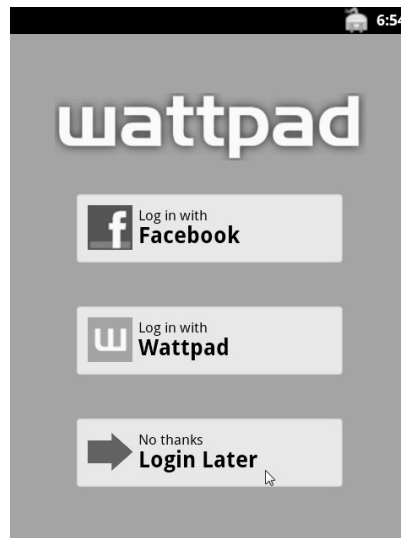 6:54
wattpad
Log in with
Facebook
Log in with
Wattpad
No thanks
Login Later